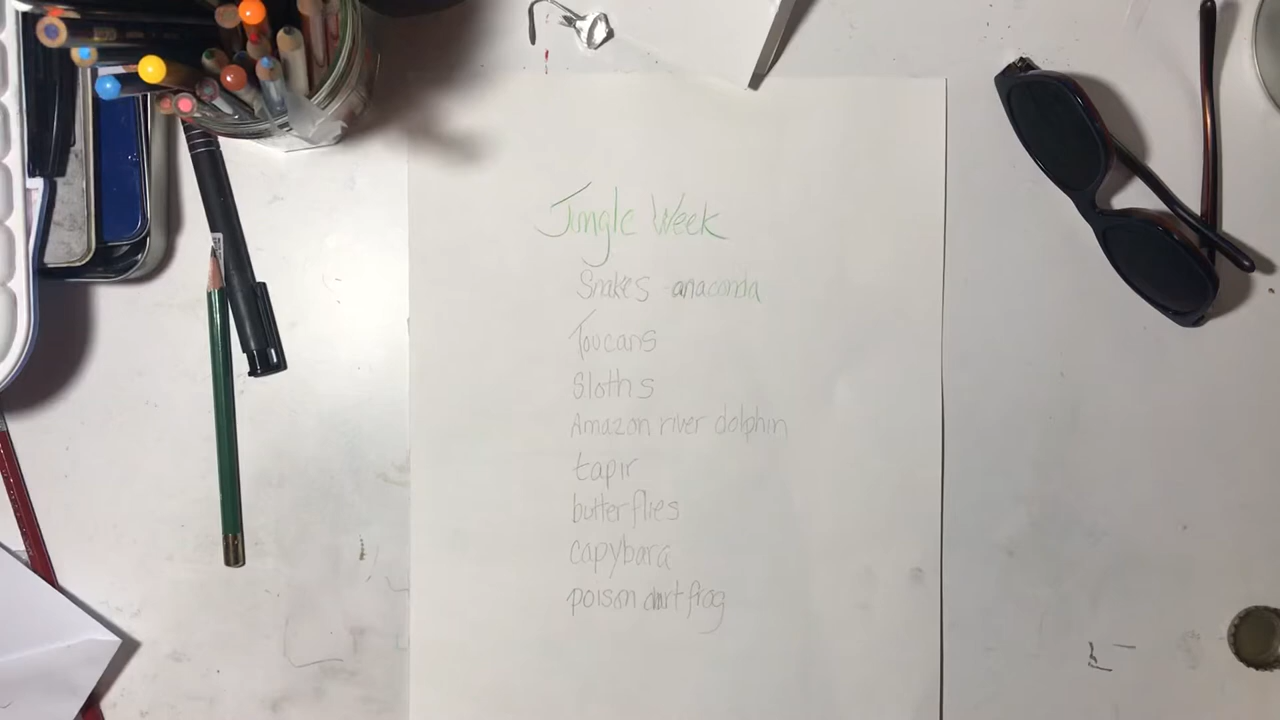 Jungle Week
Snakes - anaconda
Toucans
Sloths
Amazon river dolphin
tapir
butterflies
capybara
poison dart frog